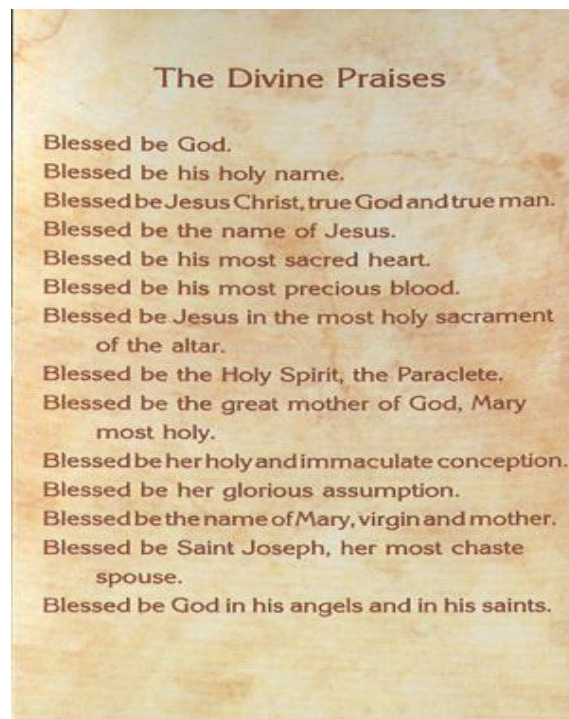 The Divine Praises
Blessed be God.
Blessed be his holy name.
Blessed be Jesus Christ, true God and true man.
Blessed be the name of Jesus.
Blessed be his most sacred heart.
Blessed be his most precious blood.
Blessed be Jesus in the most holy sacrament
of the altar.
Blessed be the Holy Spirit, the Paraclete.
Blessed be the great mother of God, Mary
most holy.
Blessed be her holy and immaculate conception.
Blessed be her glorious assumption.
Blessed be the name of Mary, virgin and mother.
Blessed be Saint Joseph, her most chaste
spouse.
Blessed be God in his angels and in his saints.